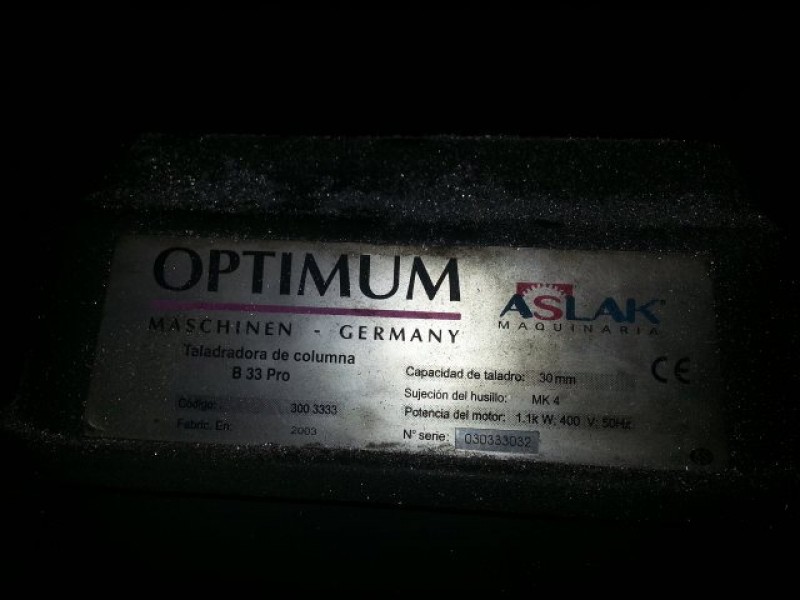 OPTIMUM
MASCHINEN - GERMANY
ASLAK®
MAQUINARIA
Taladradora de columna
B 33 Pro
Código: 300 3333
Fabric. En: 2003
Capacidad de taladro: 30 mm
Sujeción del husillo: MK 4
Potencia del motor: 1.1k W; 400 V; 50HZ
N° serie: 030333032
CE